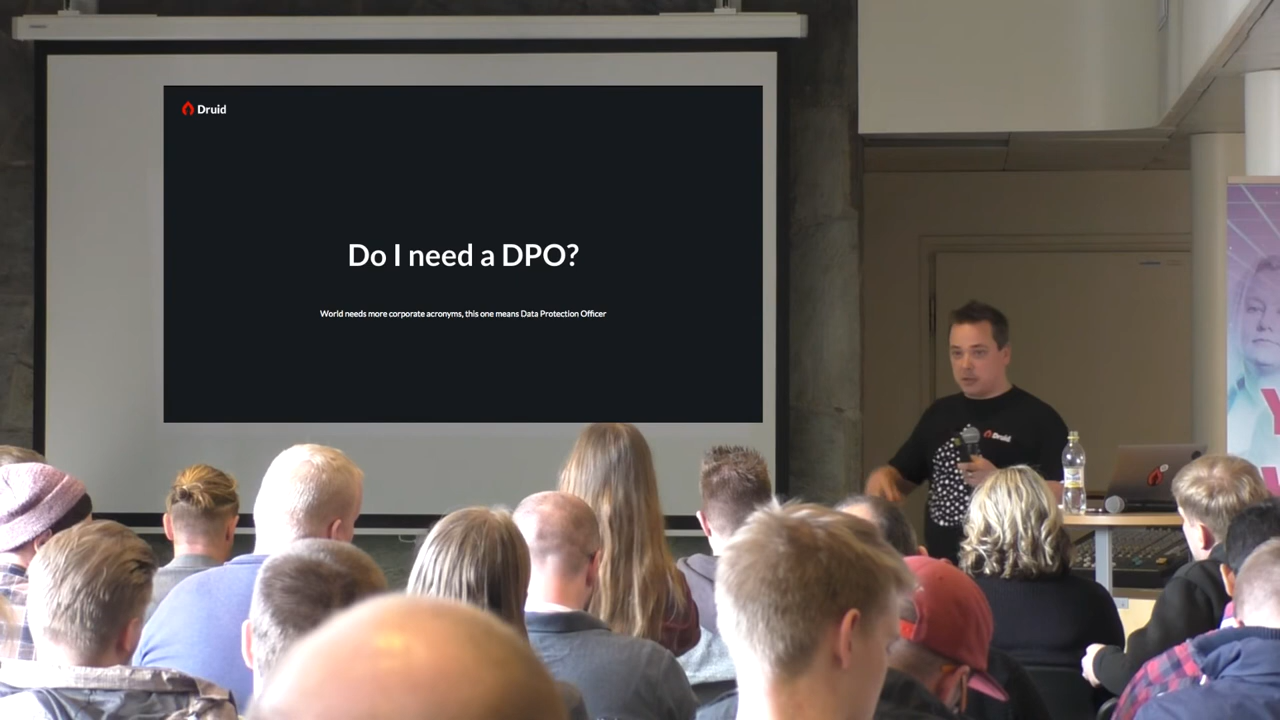 Druid
Do I need a DPO?
World needs more corporate acronyms, this one means Data Protection Officer
Druid
Y